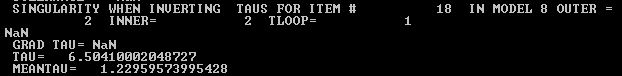 SINGULARITY WHEN INVERTING TAUS FOR ITEM # 18 IN MODEL 8 OUTER =
2 INNER= 2 TLOOP= 1
NaN
GRAD TAU= NaN
TAU= 6.50410002048727
MEANTAU= 1.22959573995428